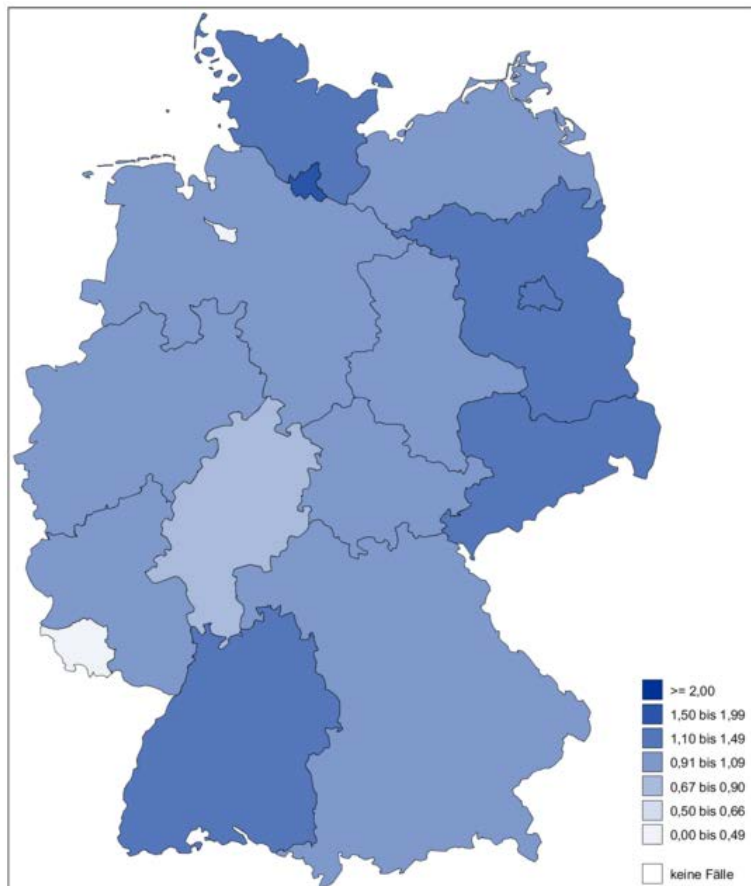 >= 2,00
1,50 bis 1,99
1,10 bis 1,49
0,91 bis 1,09
0,67 bis 0,90
0,50 bis 0,66
0,00 bis 0,49
keine Fälle